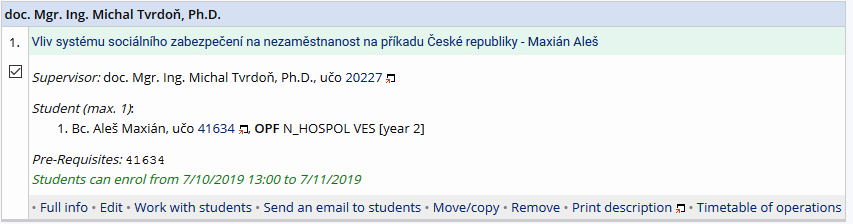 doc. Mgr. Ing. Michal Tvrdoň, Ph.D.
1. Vliv systému sociálního zabezpečení na nezaměstnanost na příkadu České republiky - Maxián Aleš
Supervisor: doc. Mgr. Ing. Michal Tvrdoň, Ph.D., učo 20227
Student (max. 1):
1. Bc. Aleš Maxián, učo 41634, OPF N_HOSPOL VES [year 2]
Pre-Requisites: 41634
Students can enrol from 7/10/2019 13:00 to 7/11/2019
• Full info • Edit • Work with students • Send an email to students • Move/copy • Remove • Print description • Timetable of operations